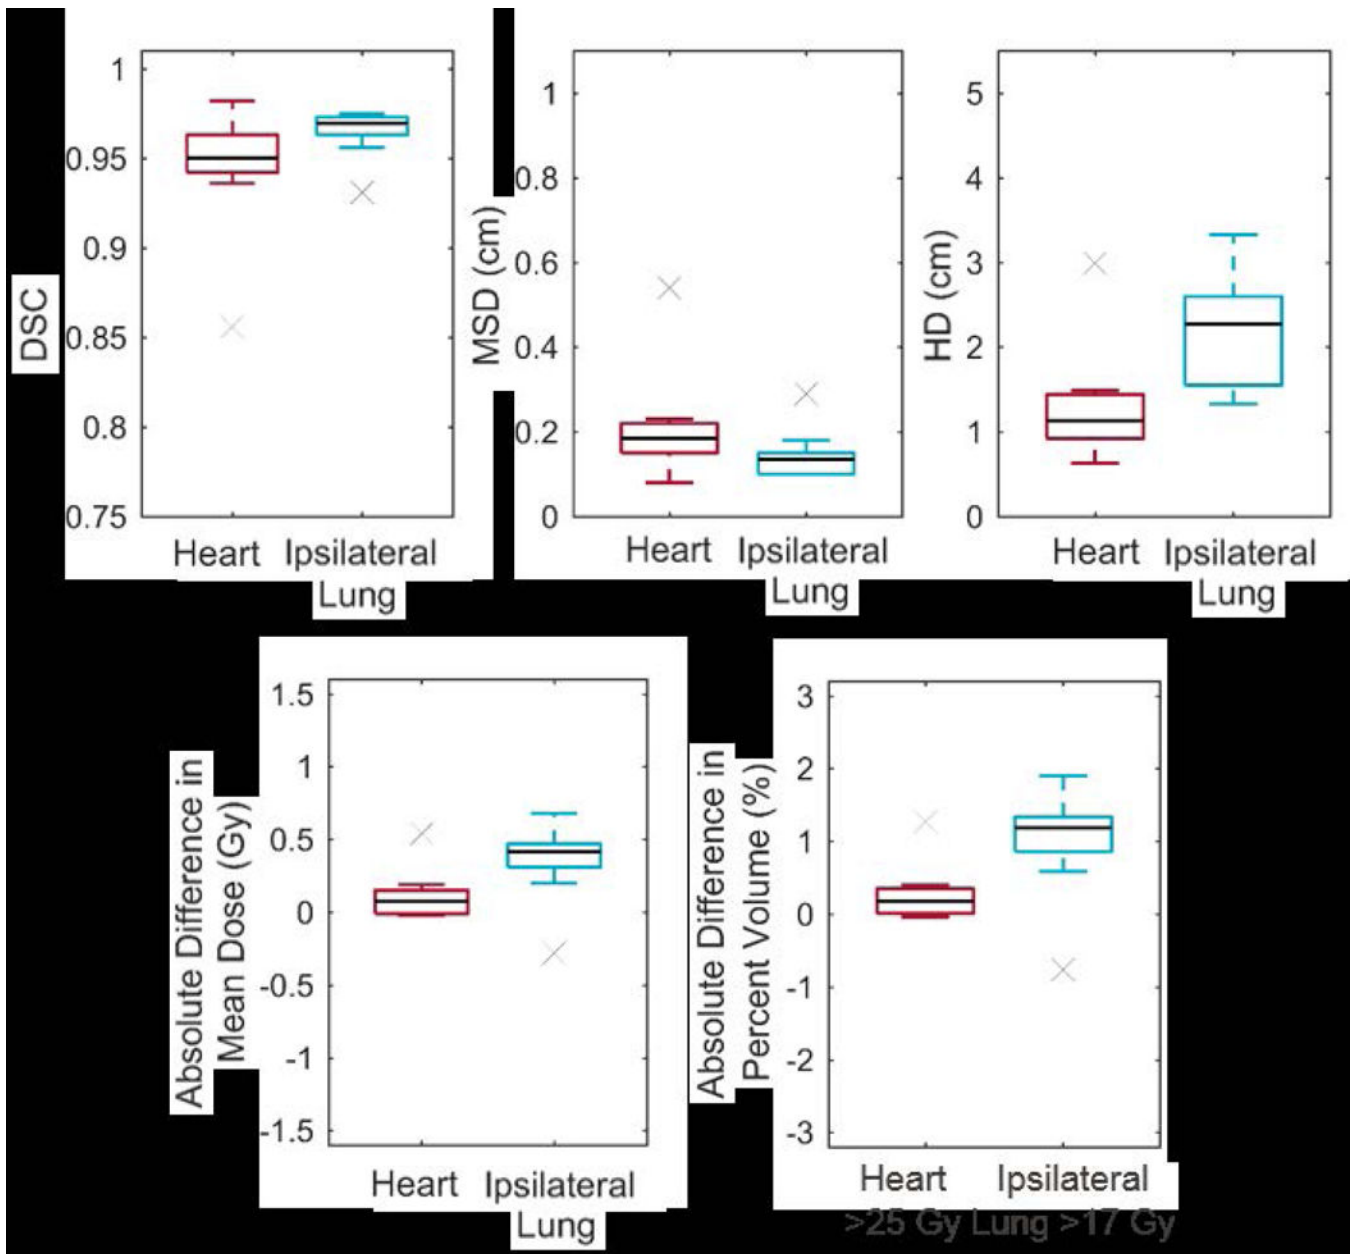 DSC
1
0.95
0.9
0.85
0.8
0.75
Heart Ipsilateral
Lung
MSD (cm)
1
0.8
0.6
0.4
0.2
0
Heart Ipsilateral
Lung
HD (cm)
5
4
3
2
1
0
Heart Ipsilateral
Lung
Absolute Difference in
Mean Dose (Gy)
1.5
1
0.5
0
-0.5
-1
-1.5
Heart Ipsilateral
Lung
Absolute Difference in
Percent Volume (%)
3
2
1
0
-1
-2
-3
Heart Ipsilateral
>25 Gy Lung >17 Gy